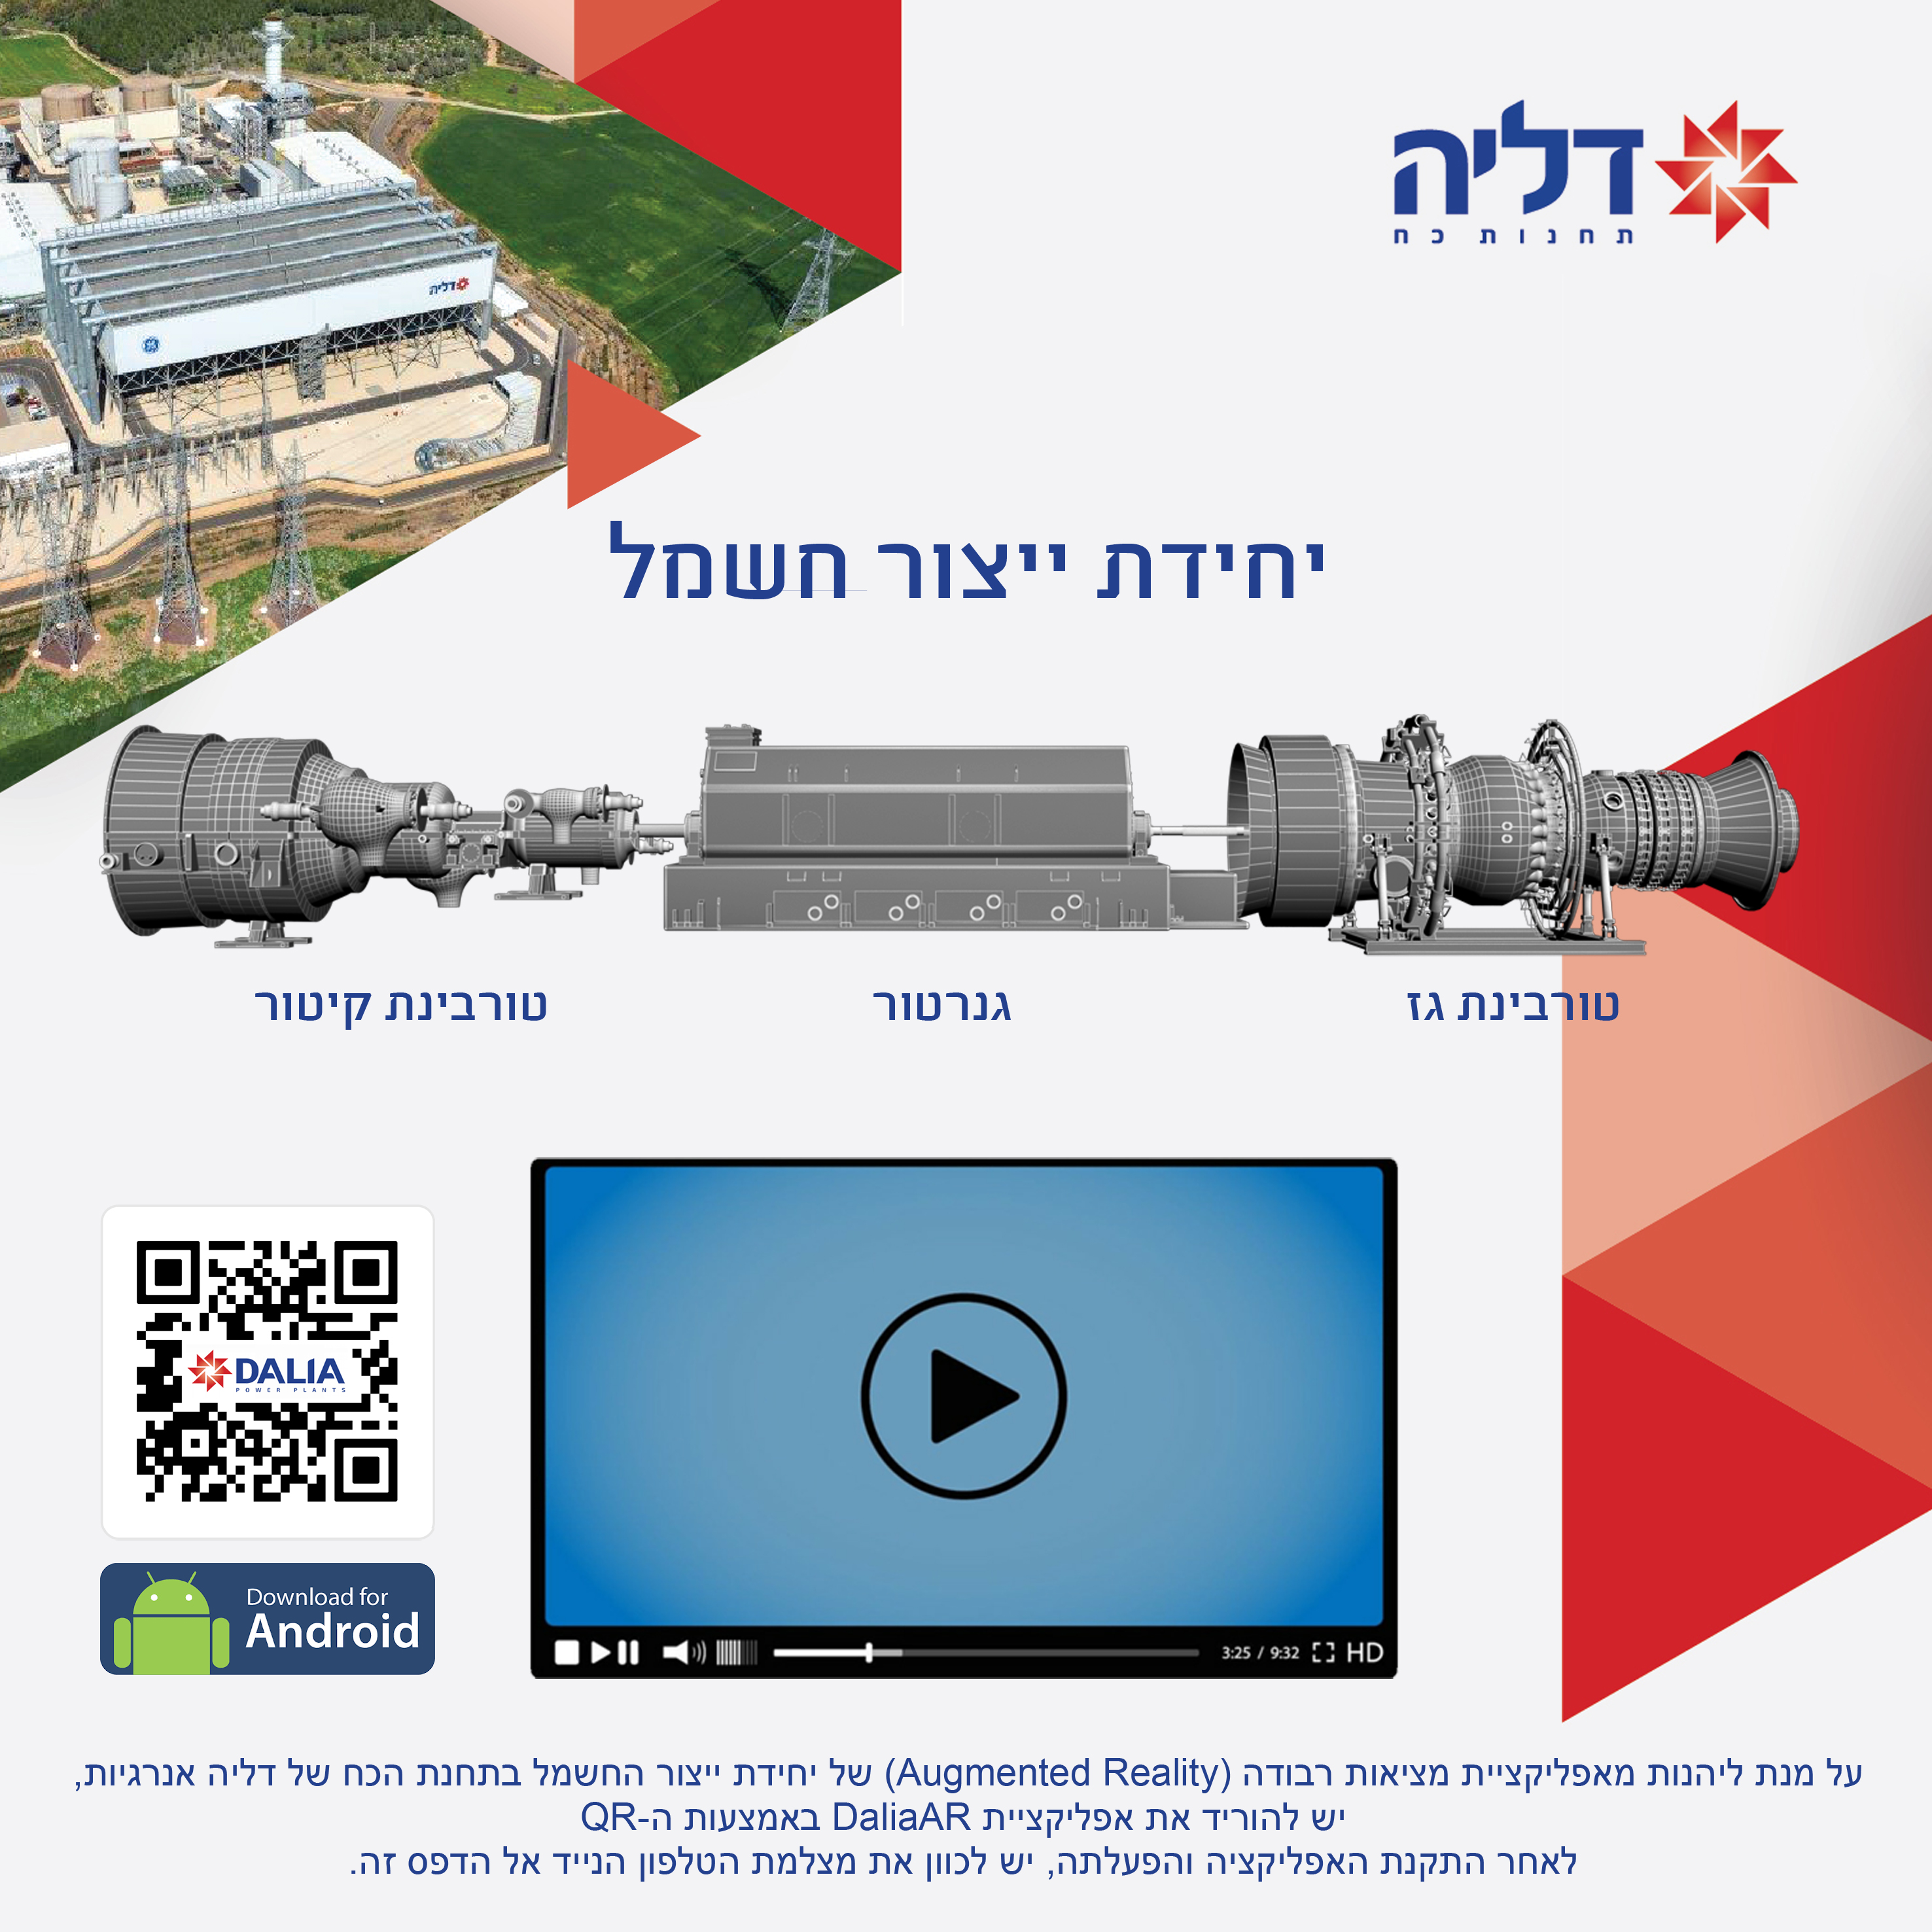 דליה
תחנות כח
דליה
יחידת ייצור חשמל
טורבינת גז
גנרטור
טורבינת קיטור
DALIA
POWER PLANTS
Download for
Android
3:25 / 9:32 HD
על מנת ליהנות מאפליקציית מציאות רבודה (Augmented Reality) של יחידת ייצור החשמל בתחנת הכח של דליה אנרגיות,
יש להוריד את אפליקציית DaliaAR באמצעות ה-QR
לאחר התקנת האפליקציה והפעלתה, יש לכוון את מצלמת הטלפון הנייד אל הדפס זה.